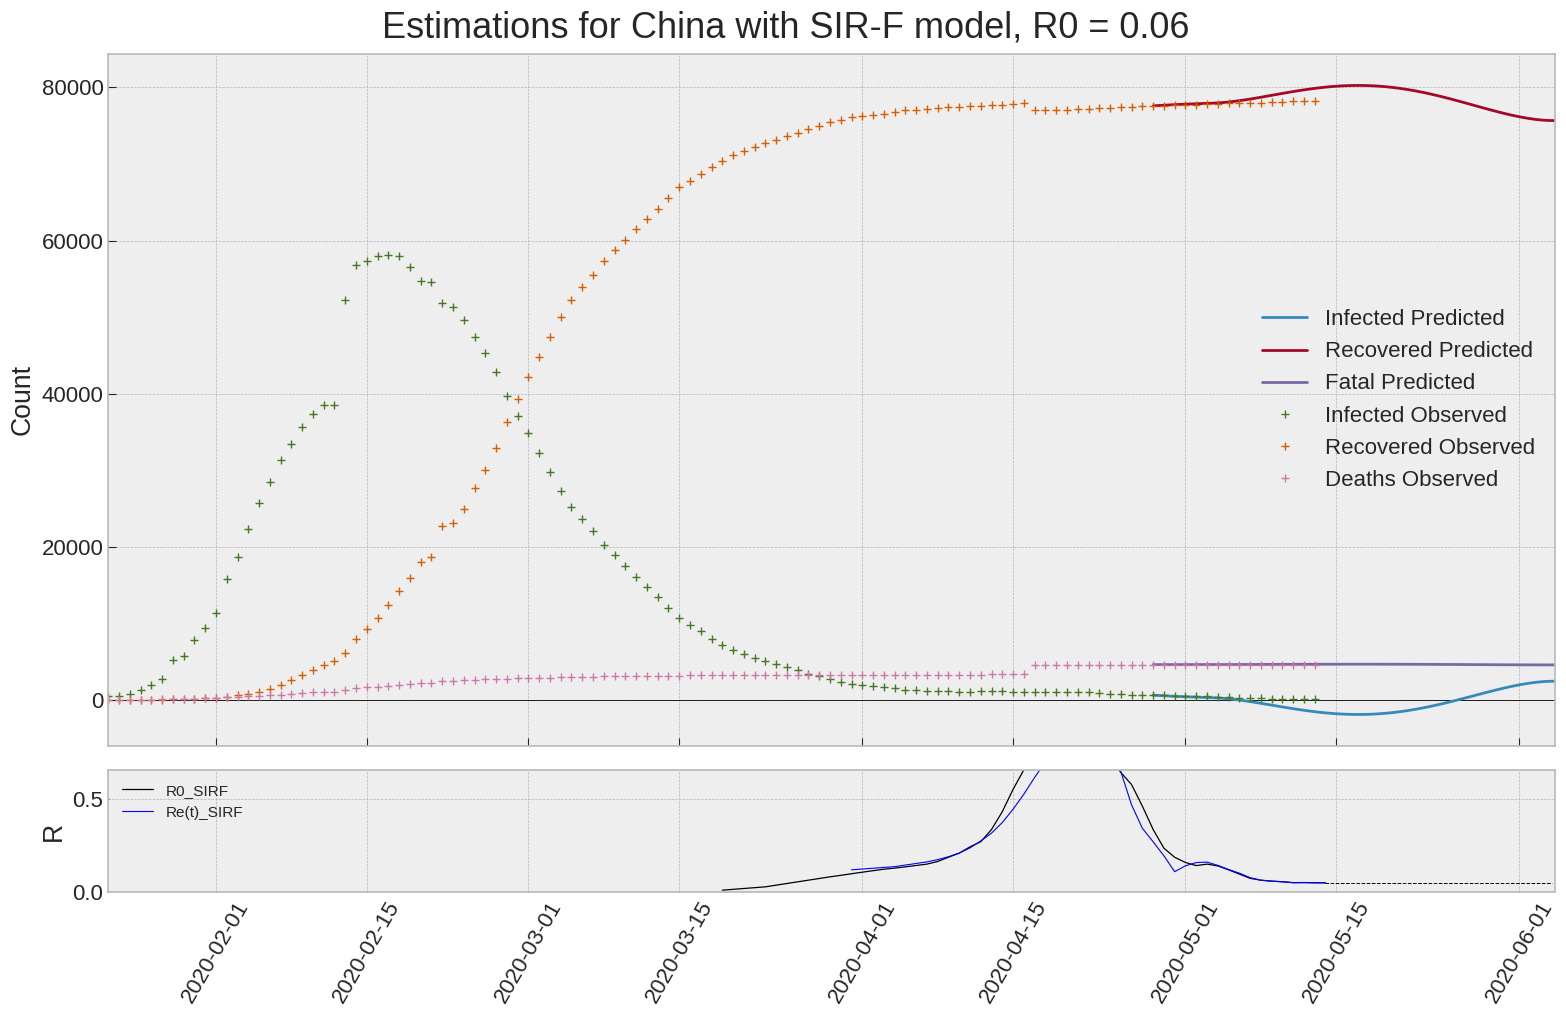 Estimations for China with SIR-F model, R0 = 0.06
80000
60000
40000
20000
0
Count
Infected Predicted
Recovered Predicted
Fatal Predicted
Infected Observed
Recovered Observed
Deaths Observed
R0_SIRF
Re(t)_SIRF
0.5
0.0
R
2020-02-01
2020-02-15
2020-03-01
2020-03-15
2020-04-01
2020-04-15
2020-05-01
2020-05-15
2020-06-01